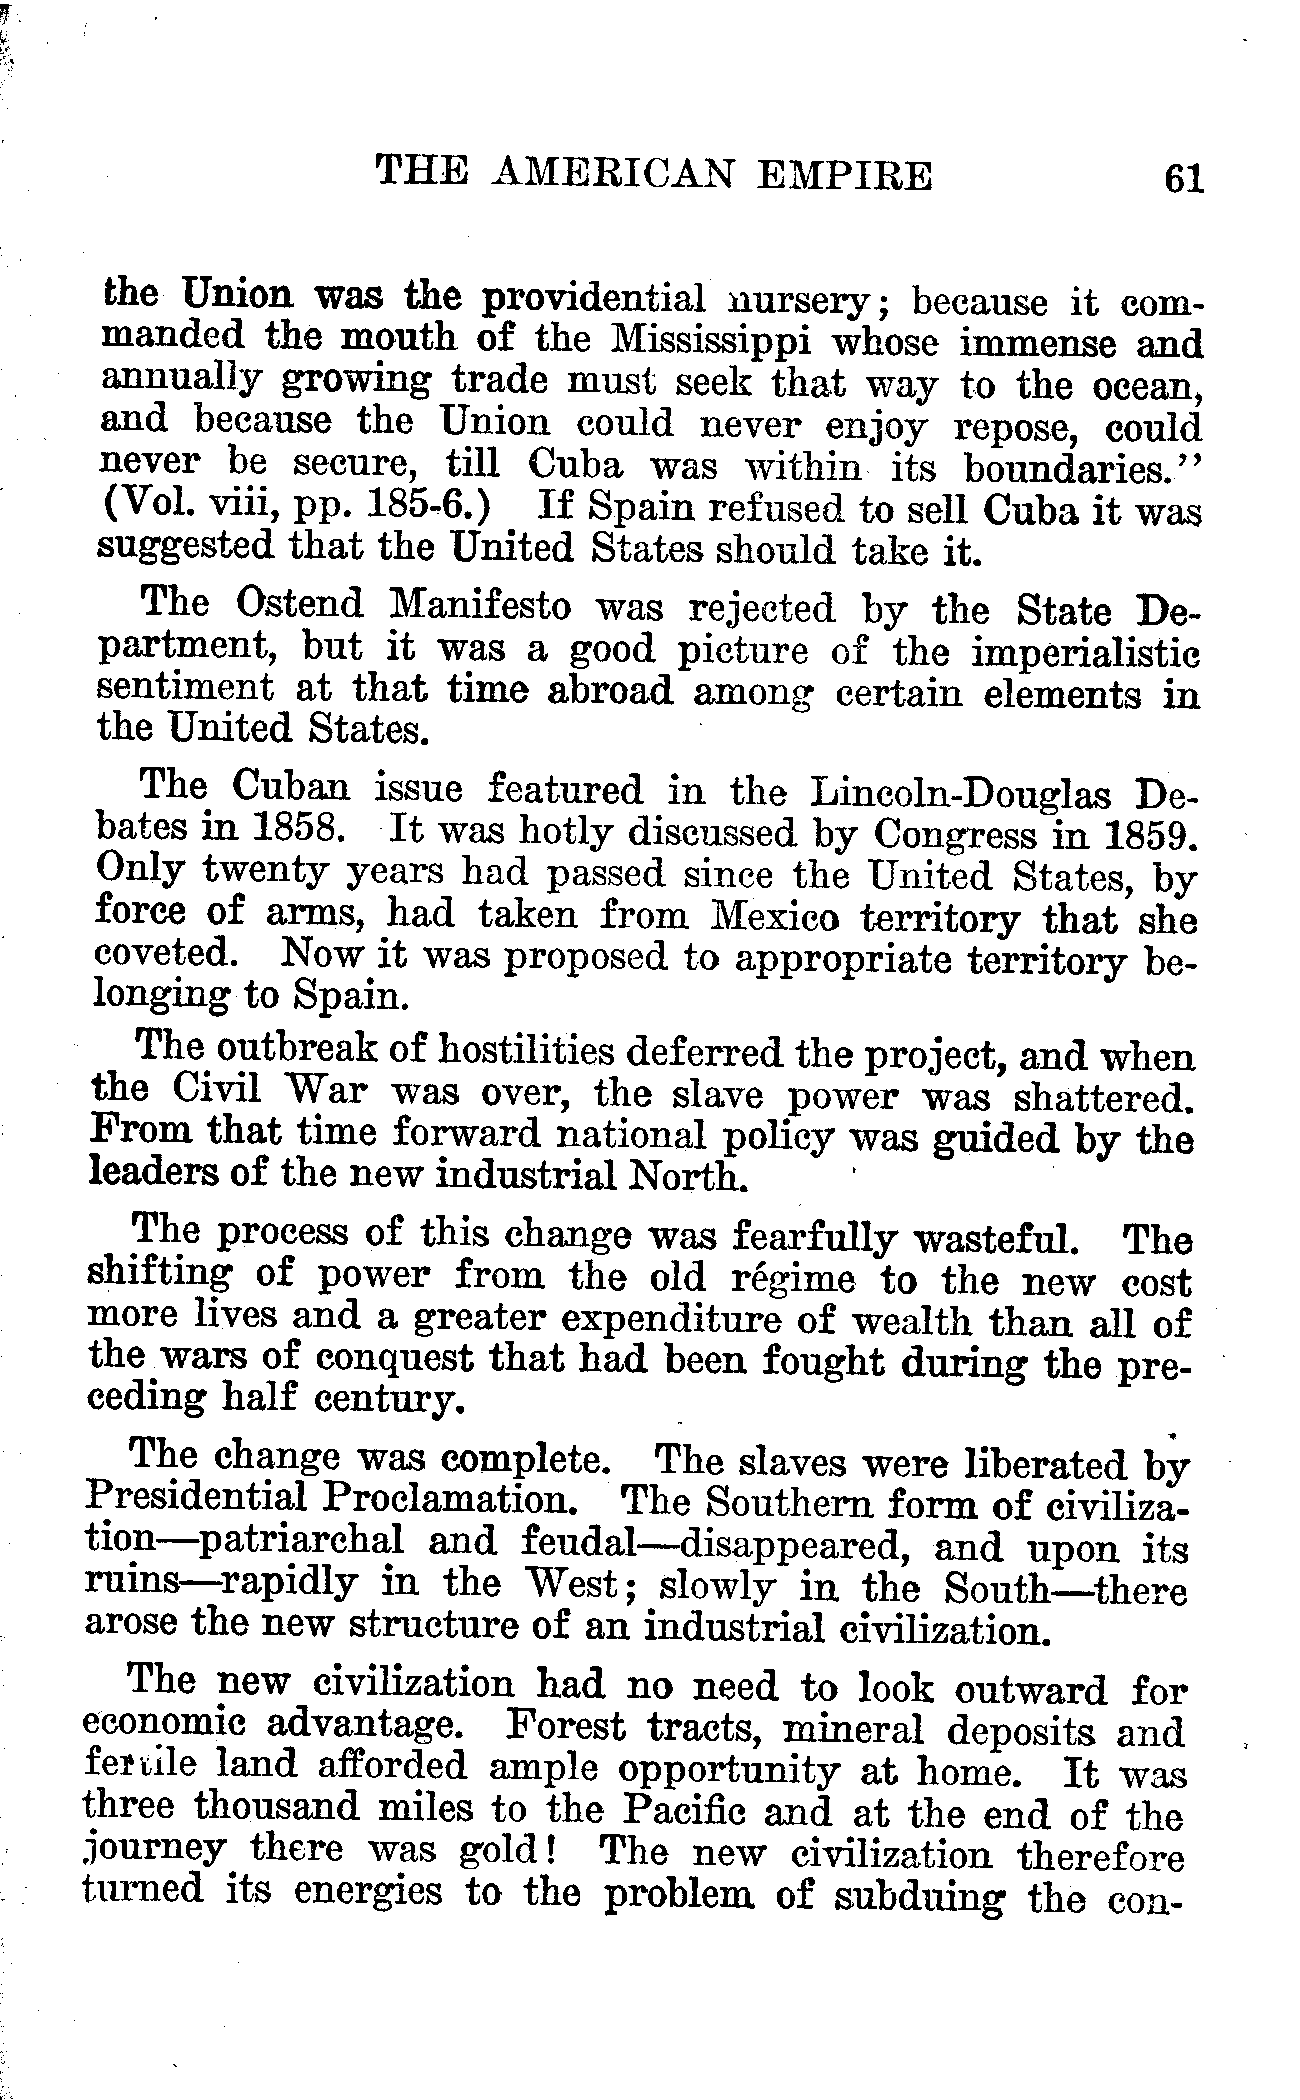 THE AMERICAN EMPIRE 61
the Union was the providential nursery; because it com-
manded the mouth of the Mississippi whose immense and
annually growing trade must seek that way to the ocean,
and because the Union could never enjoy repose, could
never be secure, till Cuba was within its boundaries."
(Vol. viii, pp. 185-6.) If Spain refused to sell Cuba it was
suggested that the United States should take it.
The Ostend Manifesto was rejected by the State De-
partment, but it was a good picture of the imperialistic
sentiment at that time abroad among certain elements in
the United States.
The Cuban issue featured in the Lincoln-Douglas De-
bates in 1858. It was hotly discussed by Congress in 1859.
Only twenty years had passed since the United States, by
force of arms, had taken from Mexico territory that she
coveted. Now it was proposed to appropriate territory be-
longing to Spain.
The outbreak of hostilities deferred the project, and when
the Civil War was over, the slave power was shattered.
From that time forward national policy was guided by the
leaders of the new industrial North.
The process of this change was fearfully wasteful. The
shifting of power from the old régime to the new cost
more lives and a greater expenditure of wealth than all of
the wars of conquest that had been fought during the pre-
ceding half century.
The change was complete. The slaves were liberated by
Presidential Proclamation. The Southern form of civiliza-
tion—patriarchal and feudal—disappeared, and upon its
ruins—rapidly in the West; slowly in the South—there
arose the new structure of an industrial civilization.
The new civilization had no need to look outward for
economic advantage. Forest tracts, mineral deposits and
fertile land afforded ample opportunity at home. It was
three thousand miles to the Pacific and at the end of the
journey there was gold! The new civilization therefore
turned its energies to the problem of subduing the con-